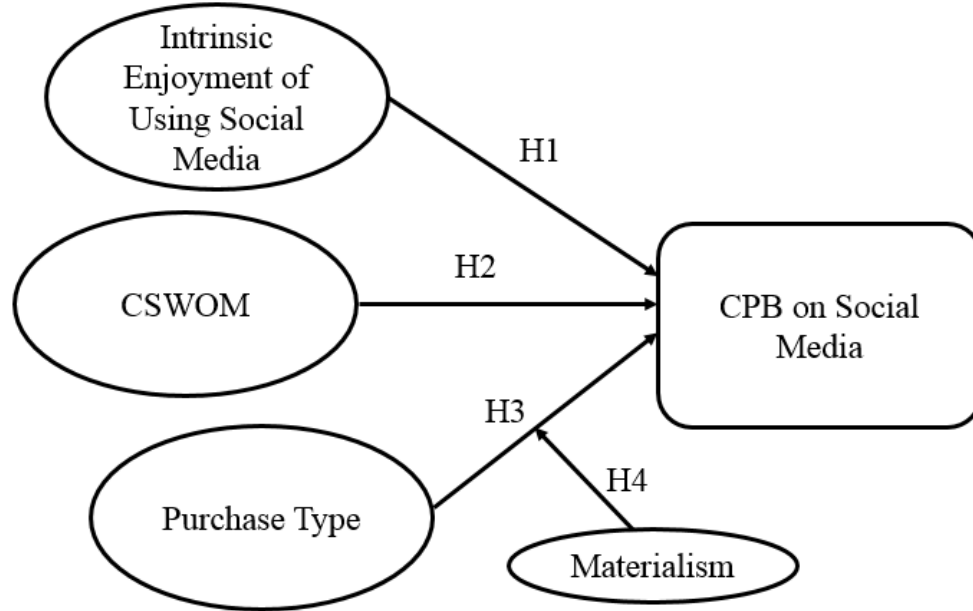 Intrinsic
Enjoyment of
Using Social
Media
H1
CSWOM
H2
CPB on Social
Media
H3
Purchase Type
H4
Materialism